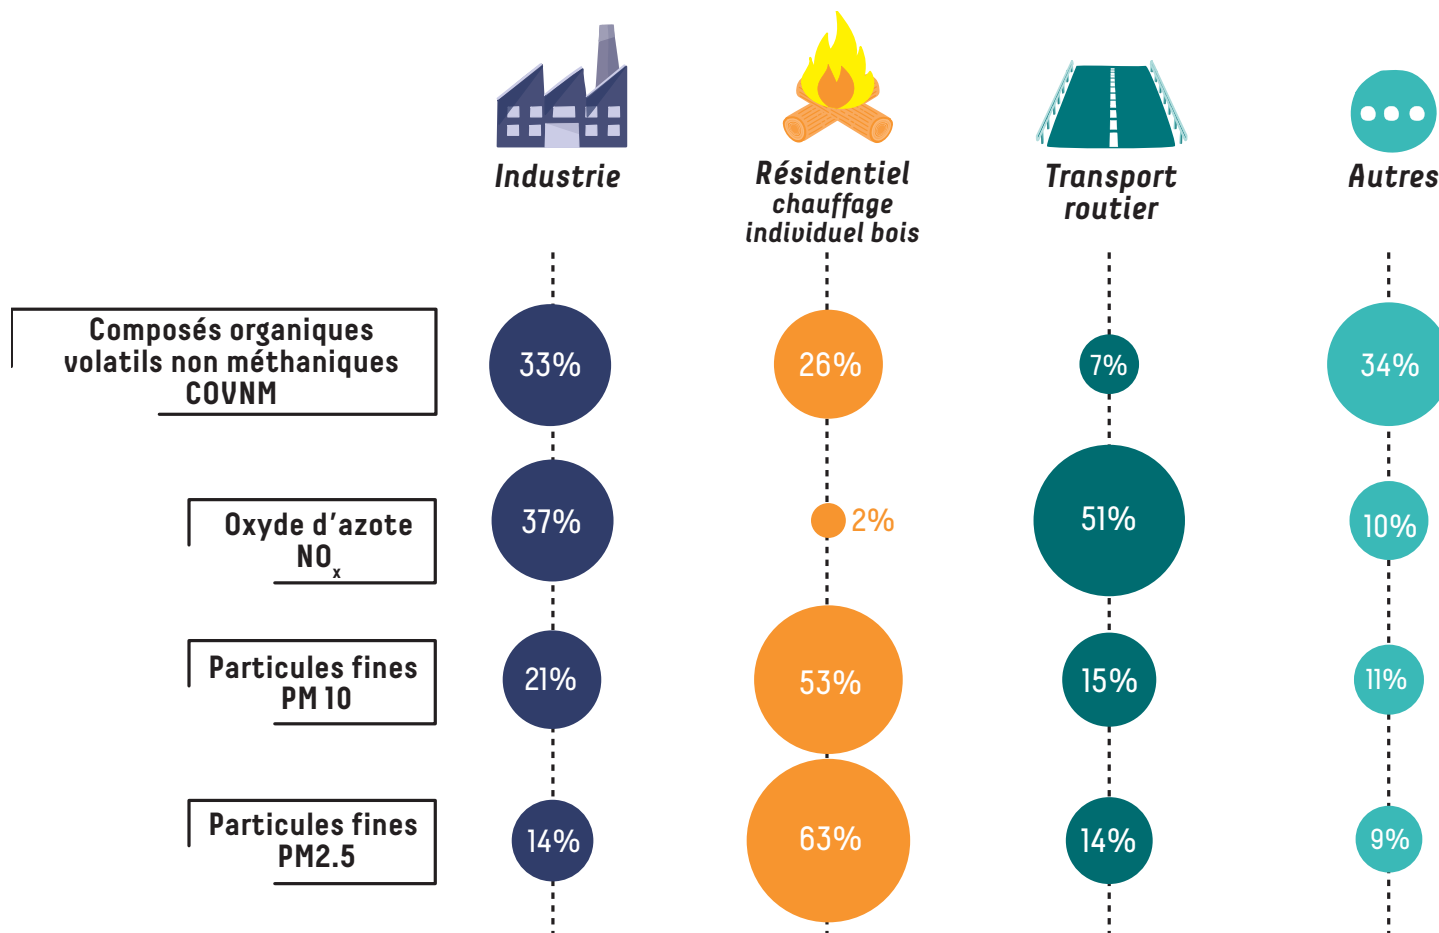 Industrie
Résidentiel
chauffage
individuel bois
Transport
routier
Autres
Composés organiques
volatils non méthaniques
COVNM
33%
26%
7%
34%
Oxyde d'azote
NOx
37%
2%
51%
10%
Particules fines
PM 10
21%
53%
15%
11%
Particules fines
PM2.5
14%
63%
14%
9%